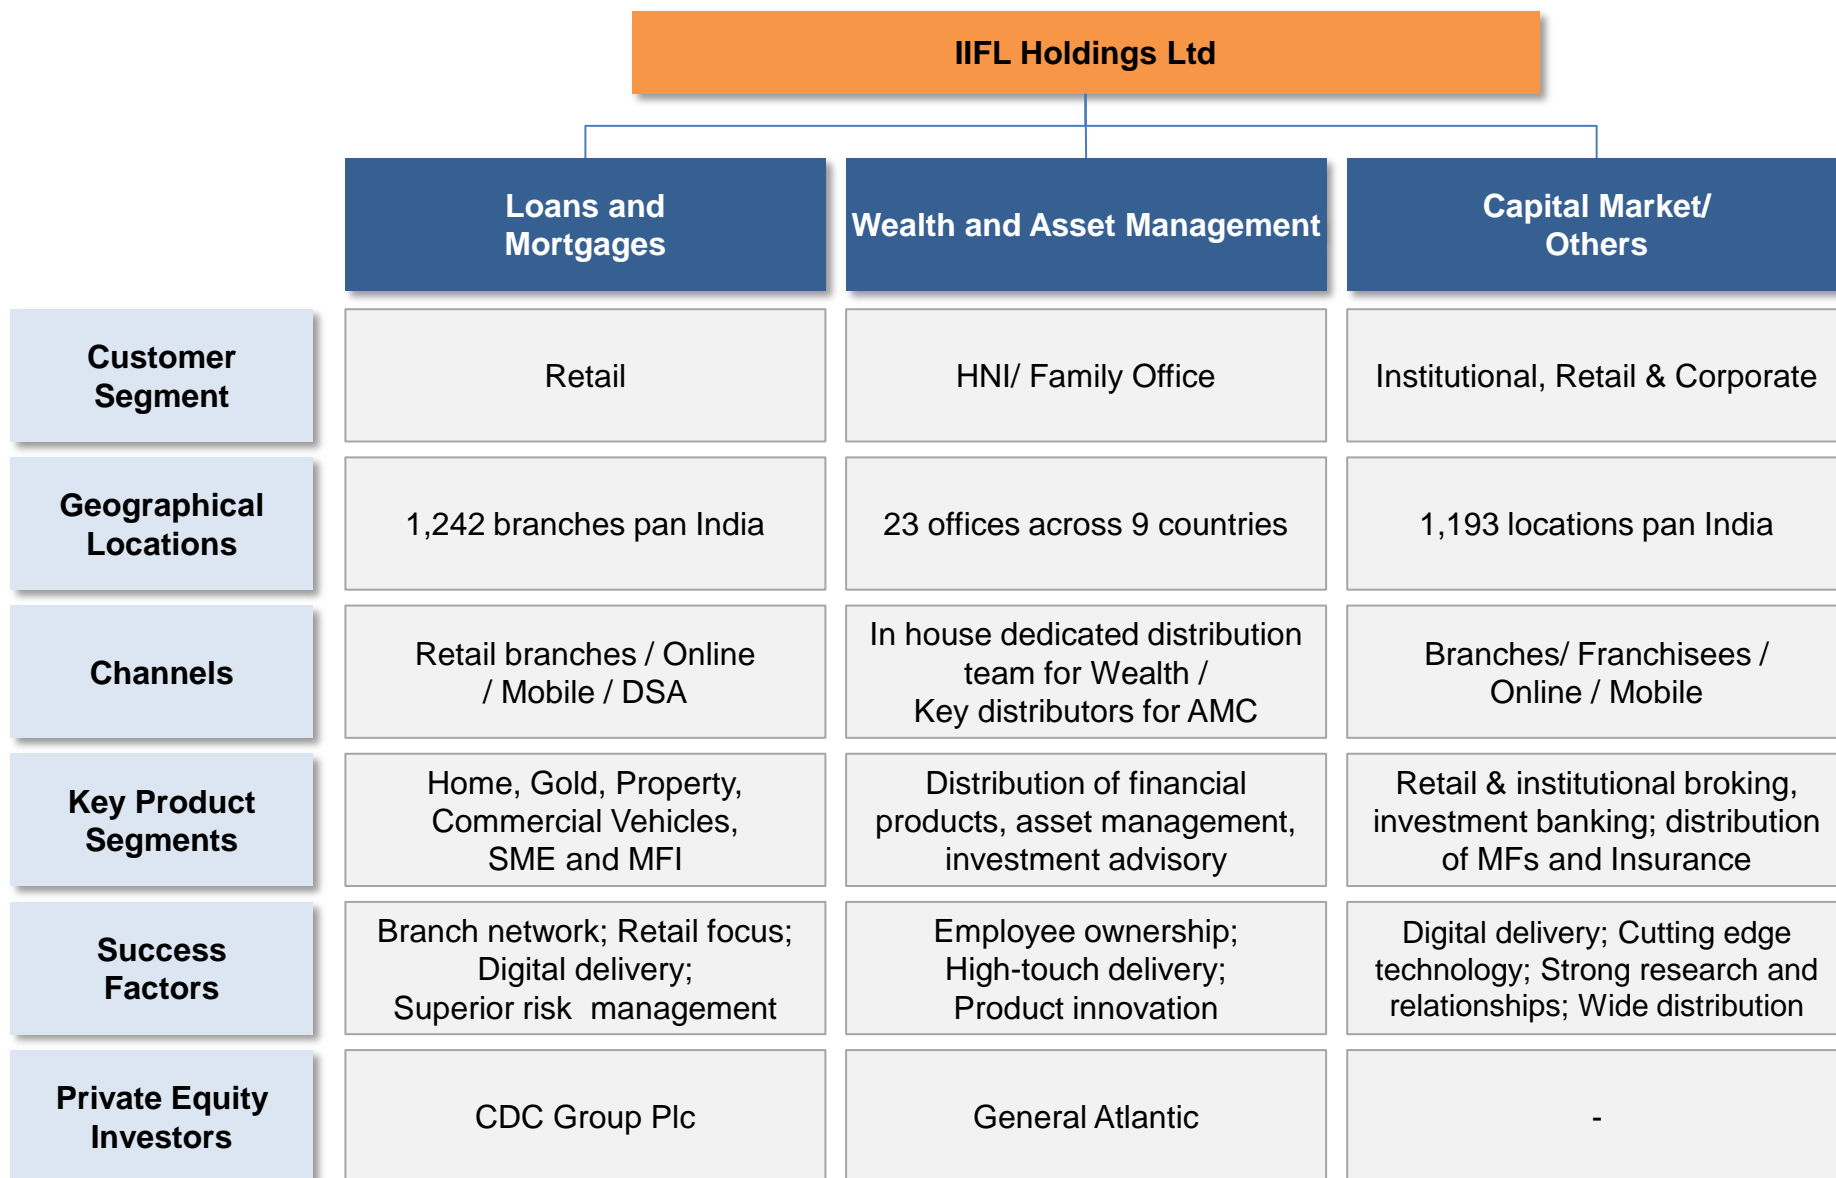 IIFL Holdings Ltd
Loans and
Mortgages
Wealth and Asset Management
Capital Market/
Others
Customer
Segment
Retail
HNI/ Family Office
Institutional, Retail & Corporate
Geographical
Locations
1,242 branches pan India
23 offices across 9 countries
1,193 locations pan India
Channels
Retail branches / Online
/ Mobile / DSA
In house dedicated distribution
team for Wealth /
Key distributors for AMC
Branches/ Franchisees /
Online / Mobile
Key Product
Segments
Home, Gold, Property,
Commercial Vehicles,
SME and MFI
Distribution of financial
products, asset management,
investment advisory
Retail & institutional broking,
investment banking; distribution
of MFs and Insurance
Success
Factors
Branch network; Retail focus;
Digital delivery;
Superior risk  management
Employee ownership;
High-touch delivery;
Product innovation
Digital delivery; Cutting edge
technology; Strong research and
relationships; Wide distribution
Private Equity
Investors
CDC Group Plc
General Atlantic
-